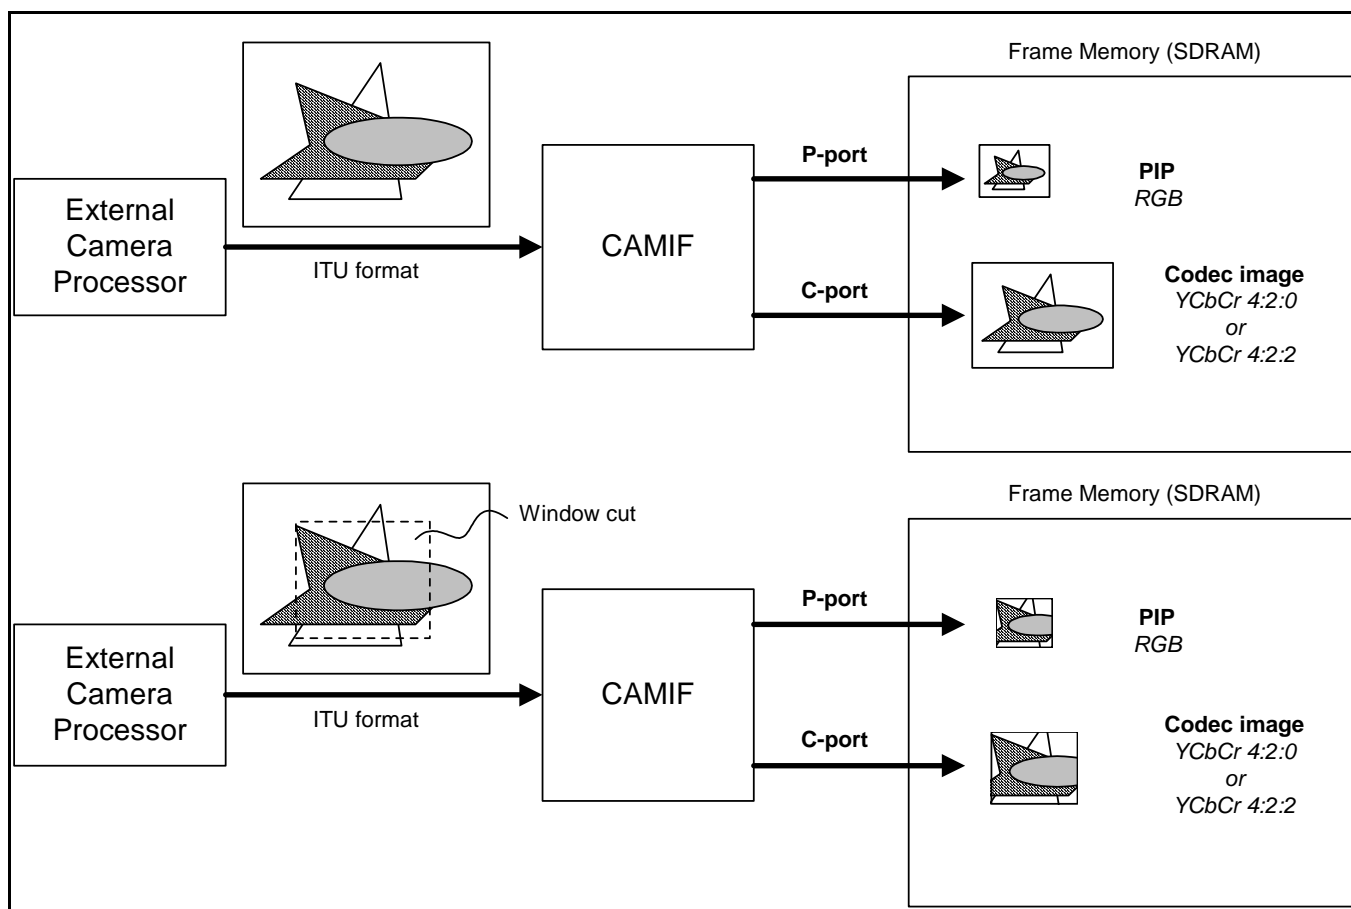 Frame Memory (SDRAM)
P-port
PIP
RGB
External
Camera
Processor
ITU format
CAMIF
C-port
Codec image
YCbCr 4:2:0
or
YCbCr 4:2:2
Frame Memory (SDRAM)
Window cut
P-port
PIP
RGB
External
Camera
Processor
ITU format
CAMIF
C-port
Codec image
YCbCr 4:2:0
or
YCbCr 4:2:2